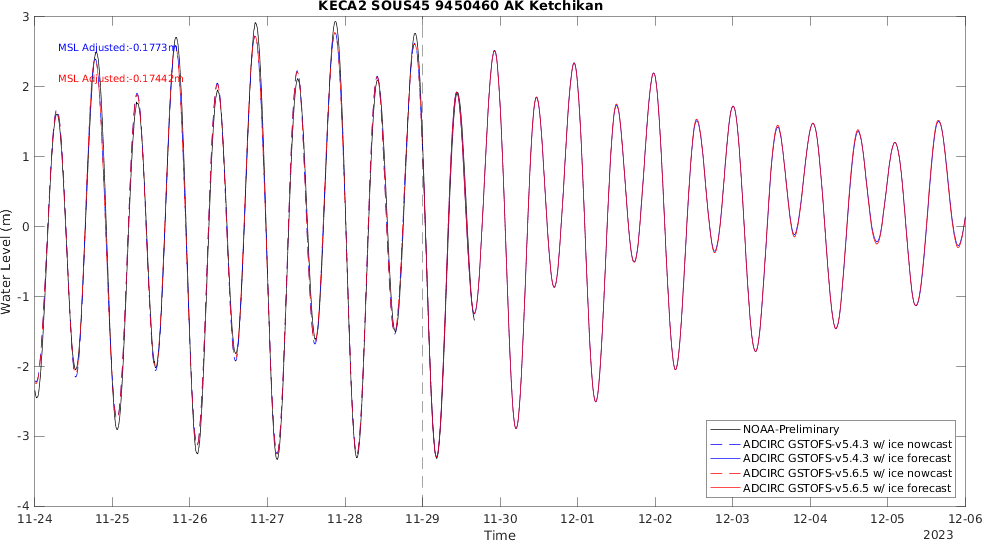 KECA2 SOUS45 9450460 AK Ketchikan
MSL Adjusted:-0.1773m
MSL Adjusted:-0.17442m
Water Level (m)
3
2
1
0
-1
-2
-3
-4
NOAA-Preliminary
ADCIRC GSTOFS-v5.4.3 w/ ice nowcast
ADCIRC GSTOFS-v5.4.3 w/ ice forecast
ADCIRC GSTOFS-v5.6.5 w/ ice nowcast
ADCIRC GSTOFS-v5.6.5 w/ ice forecast
11-24 11-25 11-26 11-27 11-28 11-29 11-30 12-01 12-02 12-03 12-04 12-05 12-06
Time
2023